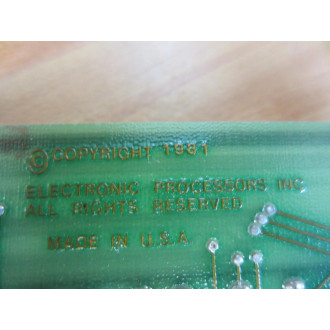 © COPYRIGHT 1981
ELECTRONIC PROCESSORS INC
ALL RIGHTS RESERVED
MADE IN U.S.A